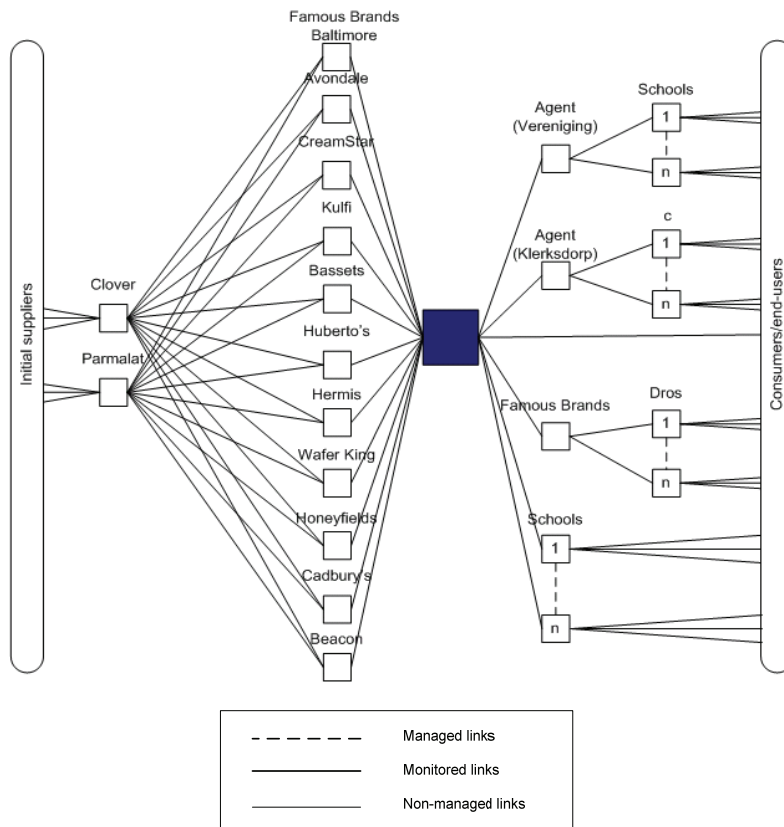 Famous Brands
Baltimore
Avondale
CreamStar
Kulfi
Bassets
Huberto's
Hermis
Wafer King
Honeyfields
Cadbury's
Beacon
Initial suppliers
Clover
Parmalat
Agent
(Vereniging)
Schools
1
n
Agent
(Klerksdorp)
c
1
n
Famous Brands
Dros
1
n
Schools
1
n
Consumers/end-users
Managed links
Monitored links
Non-managed links